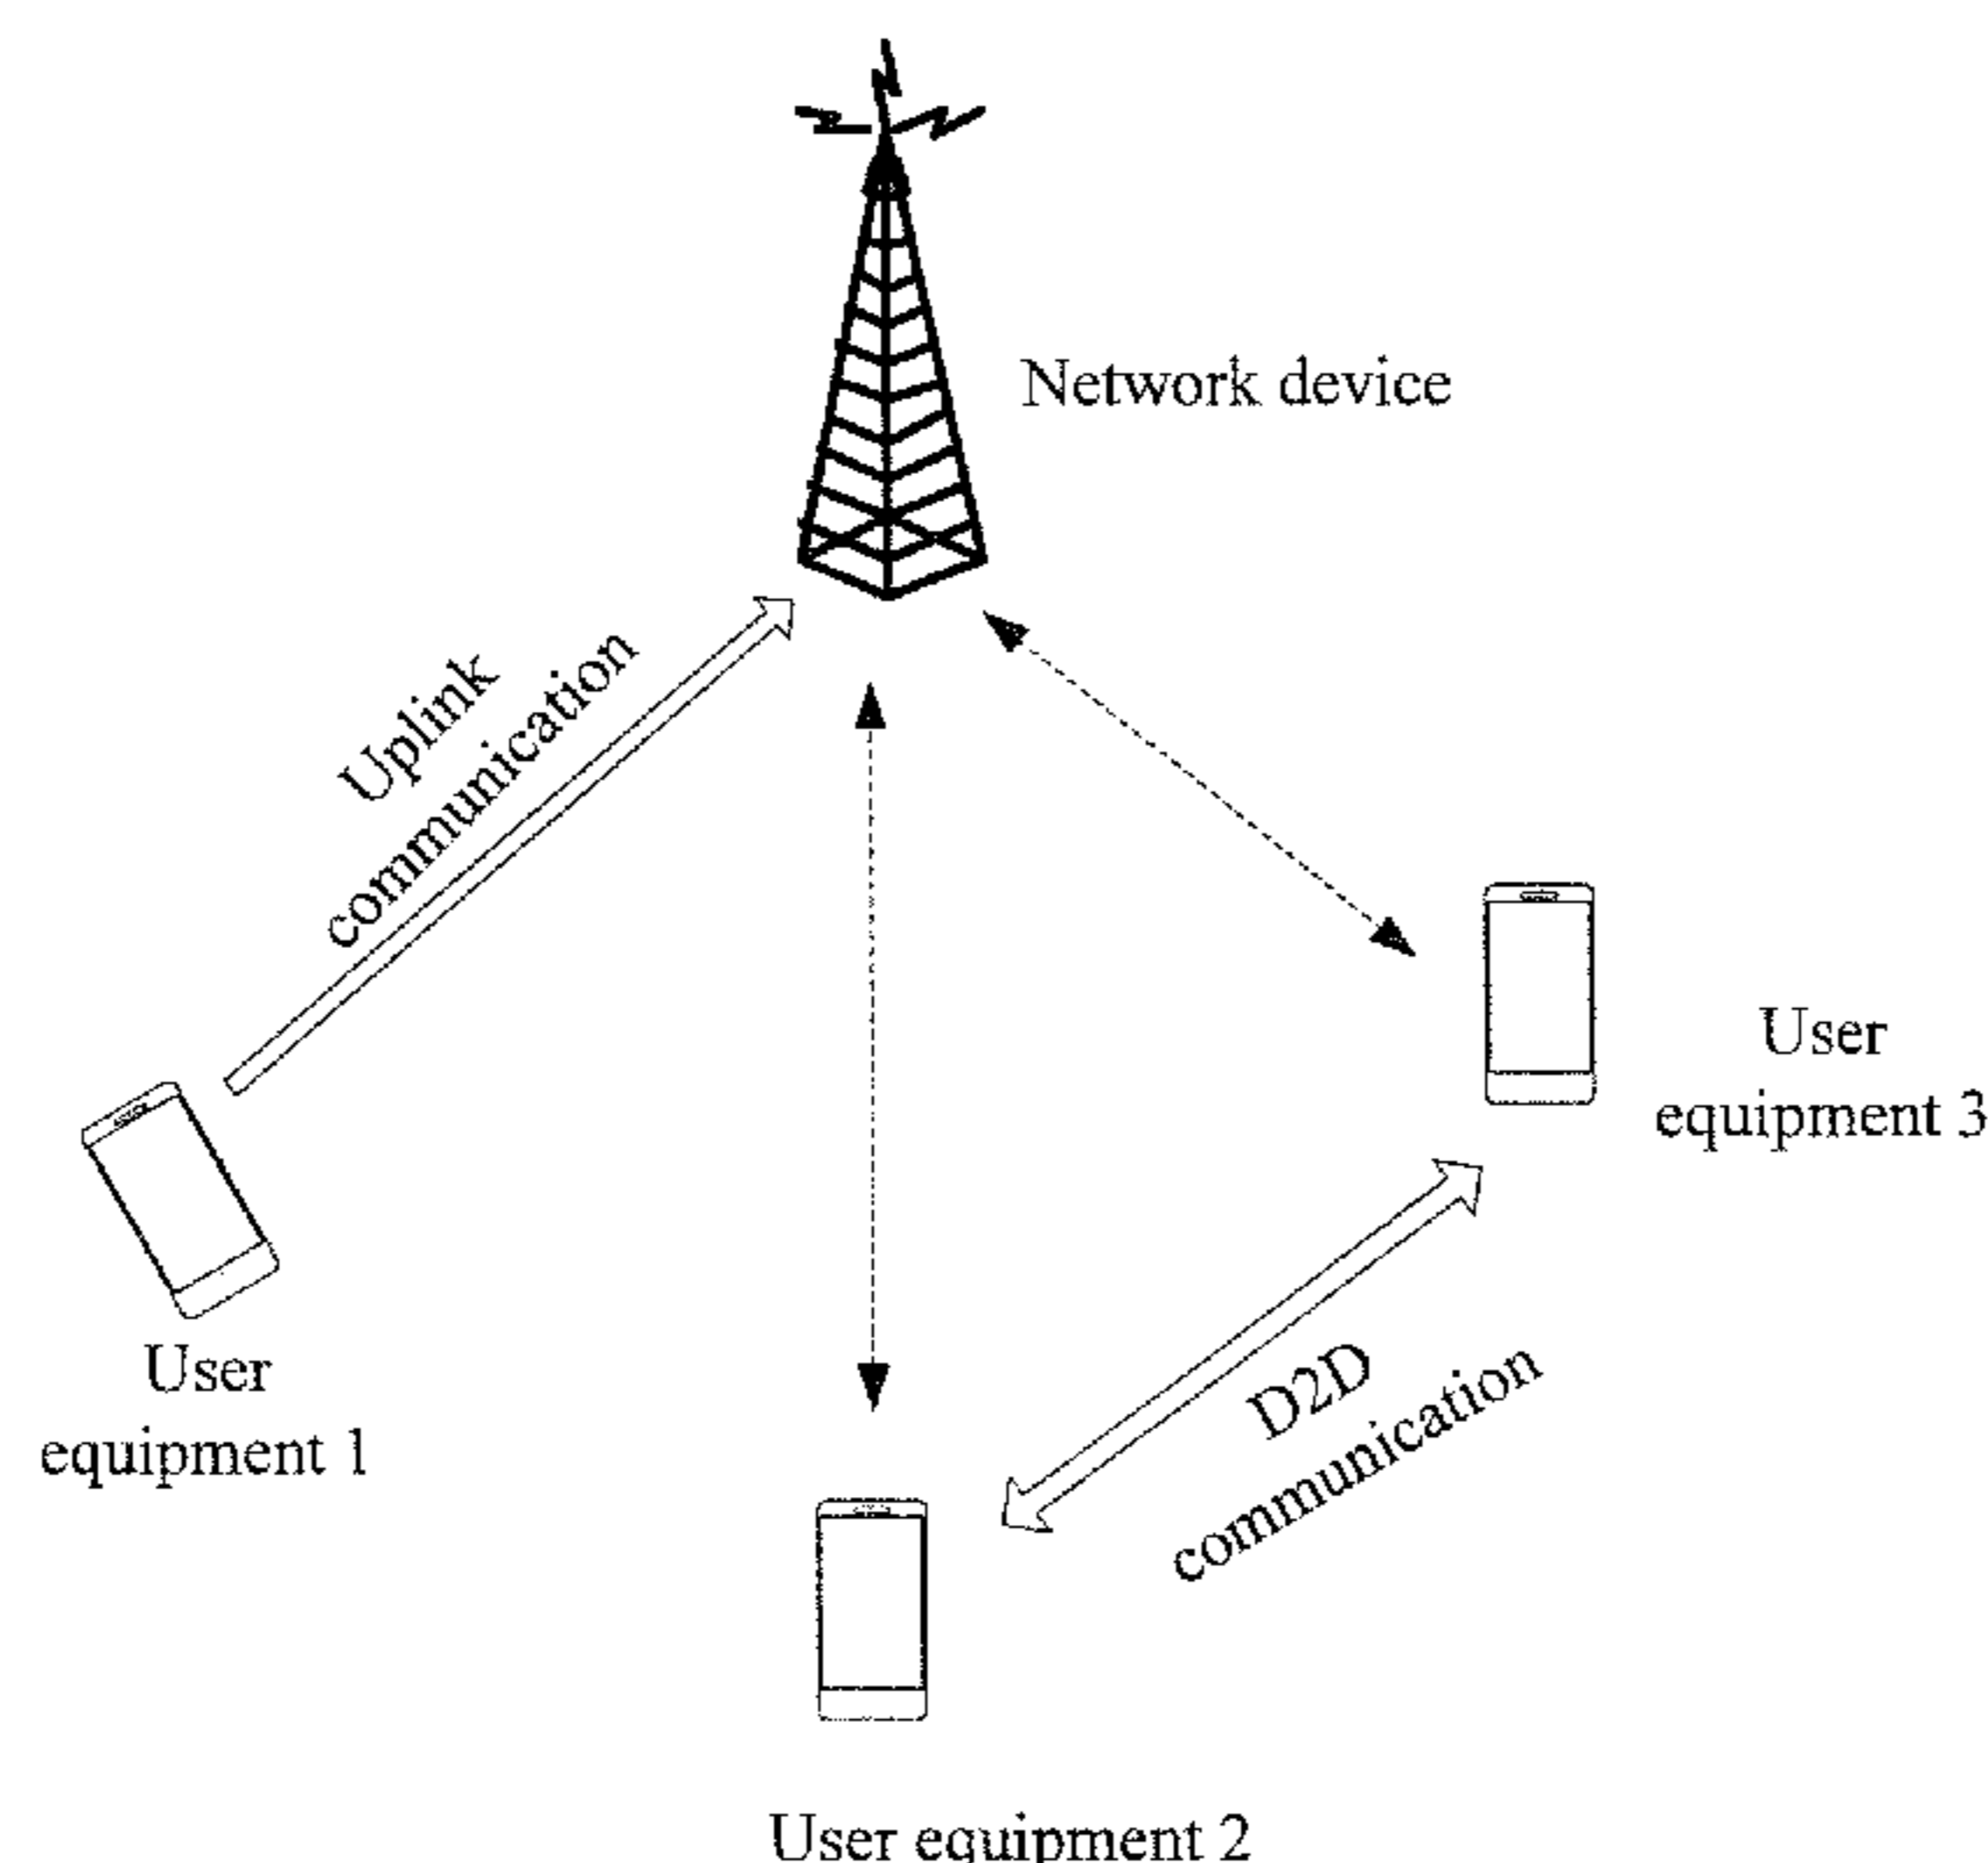 Network device
Uplink
communication
User
equipment 3
User
equipment 1
D2D
communication
User equipment 2